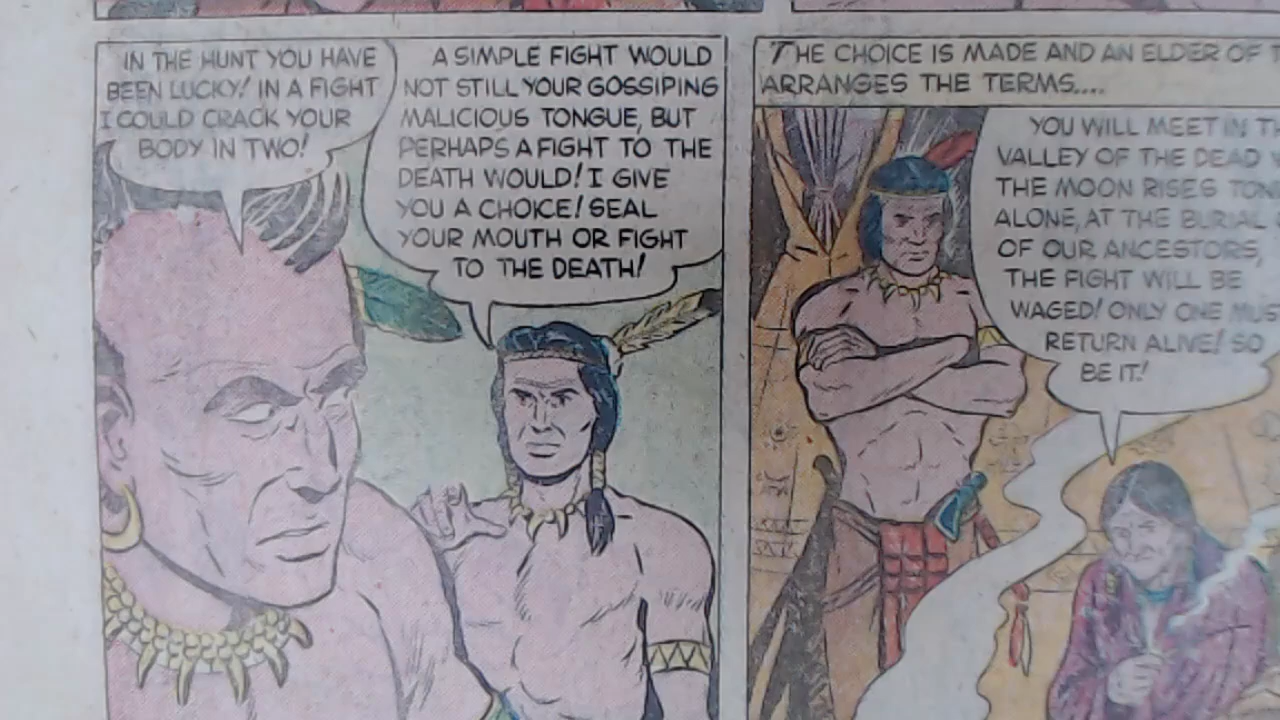 IN THE HUNT YOU HAVE
BEEN LUCKY! IN A FIGHT
I COULD CRACK YOUR
BODY IN TWO!
A SIMPLE FIGHT WOULD
NOT STILL YOUR GOSSIPING
MALICIOUS TONGUE, BUT
PERHAPS A FIGHT TO THE
DEATH WOULD! I GIVE
YOU A CHOICE! SEAL
YOUR MOUTH OR FIGHT
TO THE DEATH!
THE CHOICE IS MADE AND AN ELDER OF
ARRANGES THE TERMS....
YOU WILL MEET IN
VALLEY OF THE DEAD
THE MOON RISES
ALONE, AT THE BURIAL
OF OUR ANCESTORS,
THE FIGHT WILL BE
WAGED! ONLY ONE
RETURN ALIVE! SO
BE IT!